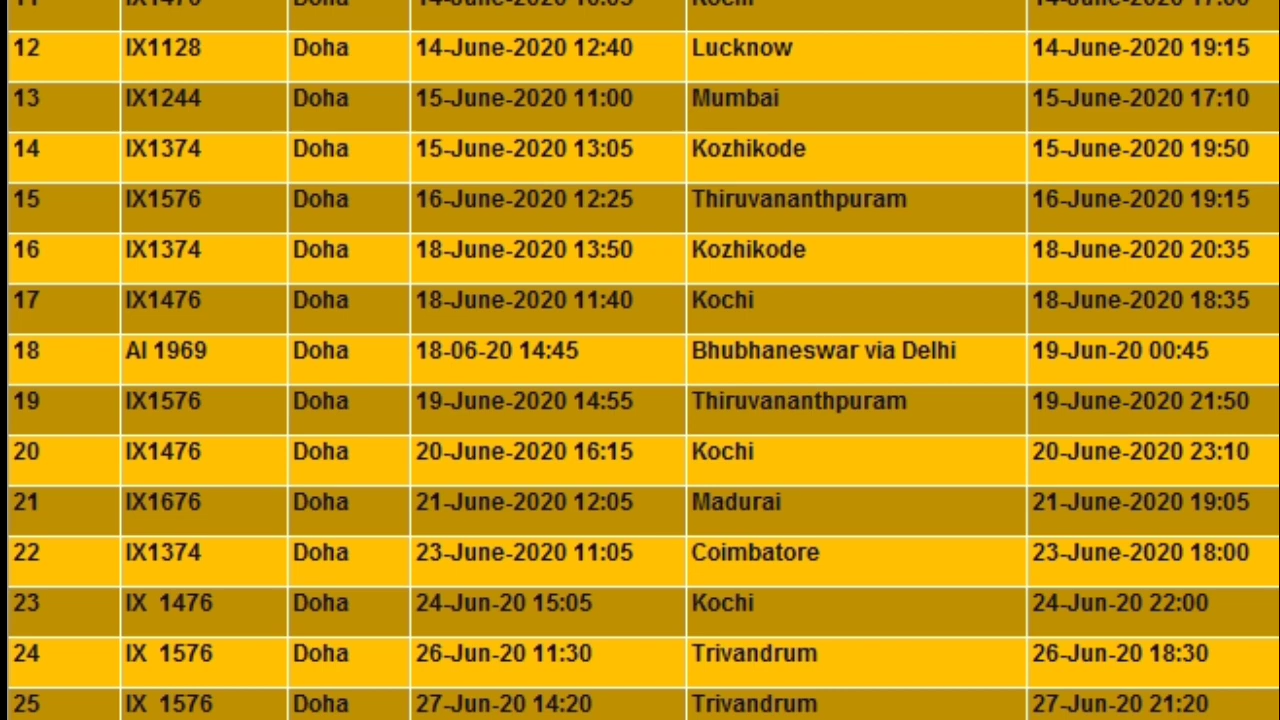 11 IX1476 Doha Kochi
12 IX1128 Doha 14-June-2020 12:40 Lucknow 14-June-2020 19:15
13 IX1244 Doha 15-June-2020 11:00 Mumbai 15-June-2020 17:10
14 IX1374 Doha 15-June-2020 13:05 Kozhikode 15-June-2020 19:50
15 IX1576 Doha 16-June-2020 12:25 Thiruvananthpuram 16-June-2020 19:15
16 IX1374 Doha 18-June-2020 13:50 Kozhikode 18-June-2020 20:35
17 IX1476 Doha 18-June-2020 11:40 Kochi 18-June-2020 18:35
18 AI 1969 Doha 18-06-20 14:45 Bhubhaneswar via Delhi 19-Jun-20 00:45
19 IX1576 Doha 19-June-2020 14:55 Thiruvananthpuram 19-June-2020 21:50
20 IX1476 Doha 20-June-2020 16:15 Kochi 20-June-2020 23:10
21 IX1676 Doha 21-June-2020 12:05 Madurai 21-June-2020 19:05
22 IX1374 Doha 23-June-2020 11:05 Coimbatore 23-June-2020 18:00
23 IX 1476 Doha 24-Jun-20 15:05 Kochi 24-Jun-20 22:00
24 IX 1576 Doha 26-Jun-20 11:30 Trivandrum 26-Jun-20 18:30
25 IX 1576 Doha 27-Jun-20 14:20 Trivandrum 27-Jun-20 21:20